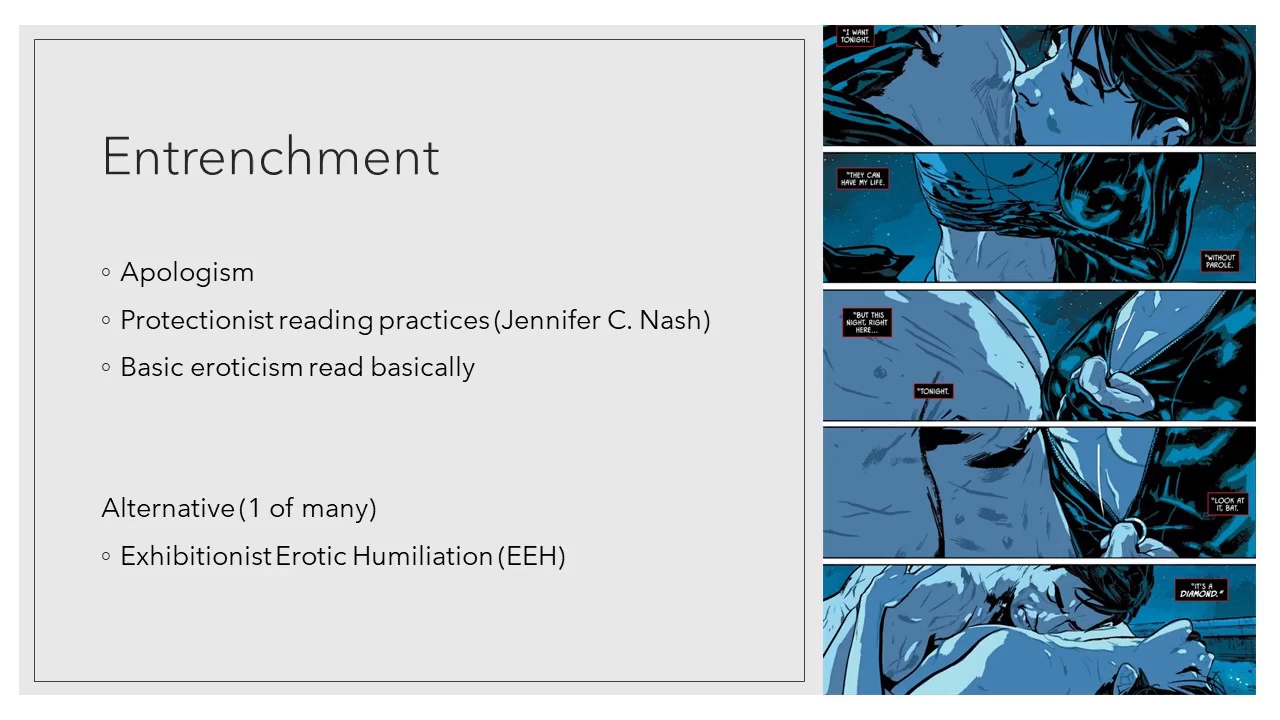 Entrenchment
◦ Apologism
◦ Protectionist reading practices (Jennifer C. Nash)
◦ Basic eroticism read basically
Alternative (1 of many)
◦ Exhibitionist Erotic Humiliation (EEH)
"I WANT
TONIGHT.
"THEY CAN
HAVE MY LIFE.
"WITHOUT
PAROLE.
"BUT THIS
NIGHT, RIGHT
HERE...
"TONIGHT.
"LOOK AT
IT, BAT.
"IT'S A
DIAMOND."